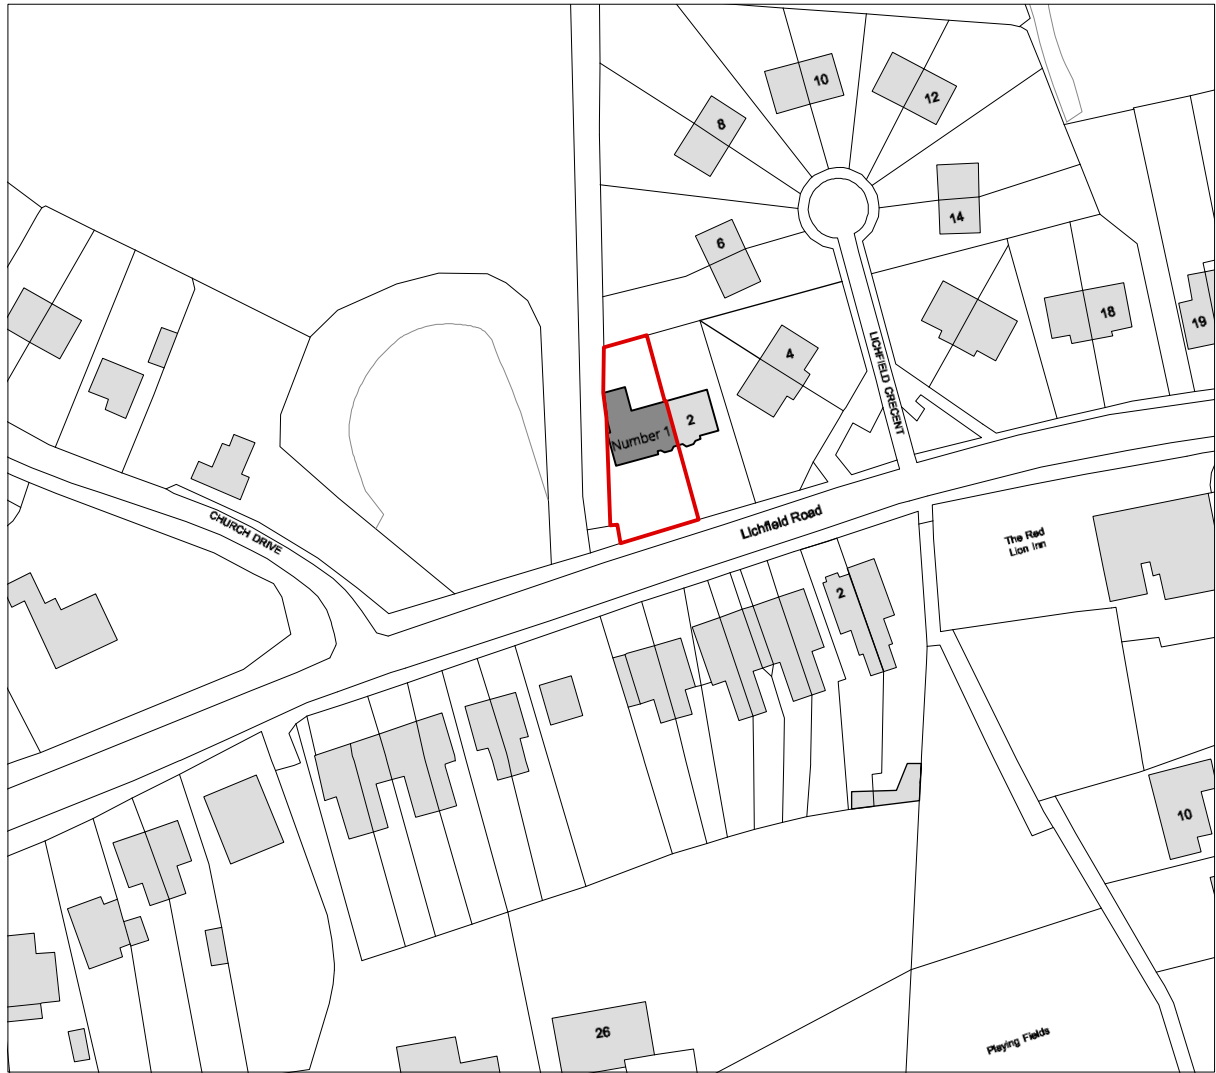 10
12
8
14
6
18
19
LICHFIELD CRECENT
4
2
Number 1
Lichfield Road
CHURCH DRIVE
The Red
Lion Inn
2
10
26
Playing Fields